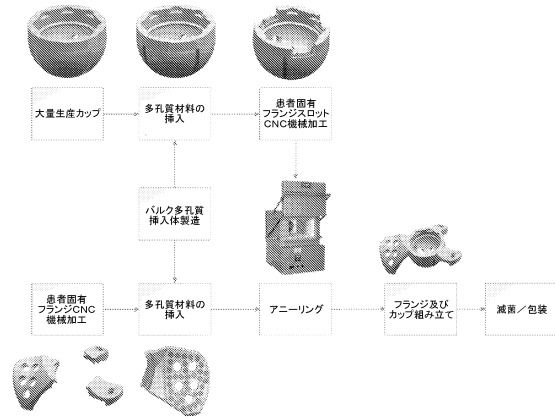 大量生産カップ
多孔質材料の
挿入
患者固有
フランジスロット
CNC機械加工
バルク多孔質
挿入体製造
患者固有
フランジCNC
機械加工
多孔質材料の
挿入
アニーリング
フランジ及び
カップ組み立て
滅菌／包装